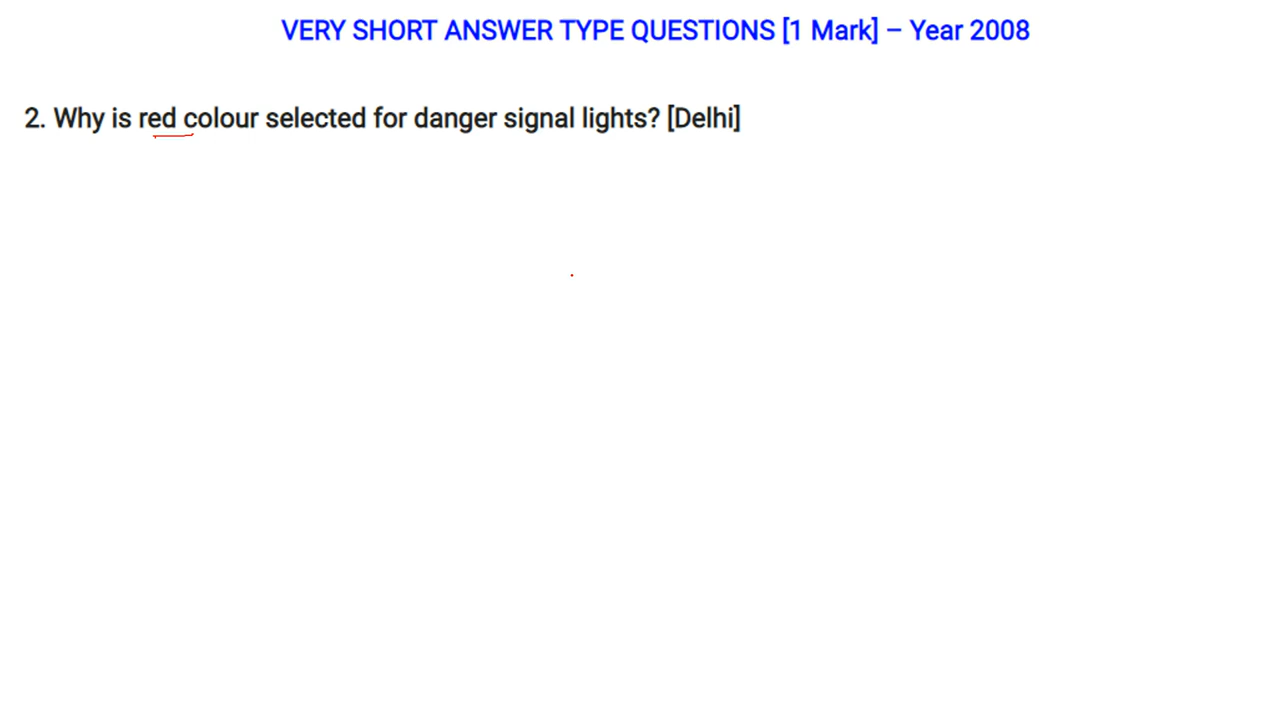 VERY SHORT ANSWER TYPE QUESTIONS [1 Mark] – Year 2008
2. Why is red colour selected for danger signal lights? [Delhi]